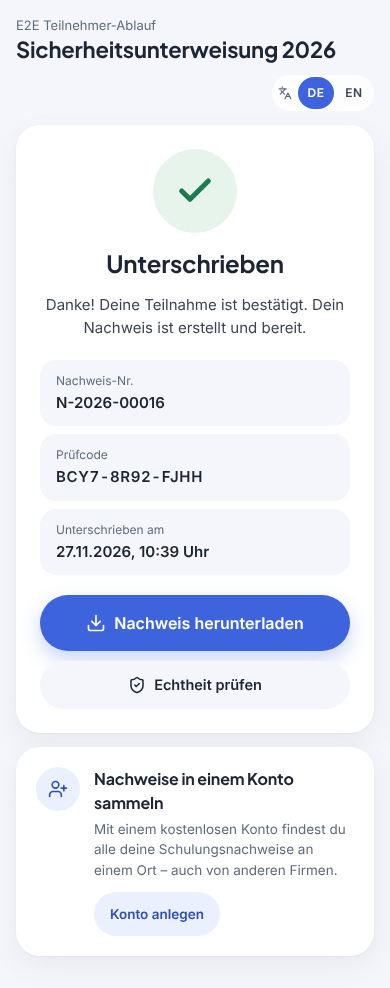 E2E Teilnehmer-Ablauf
Sicherheitsunterweisung 2026
DE EN
Unterschrieben
Danke! Deine Teilnahme ist bestätigt. Dein
Nachweis ist erstellt und bereit.
Nachweis-Nr.
N-2026-00016
Prüfcode
BCY7-8R92-FJHH
Unterschrieben am
27.11.2026, 10:39 Uhr
Nachweis herunterladen
Echtheit prüfen
Nachweise in einem Konto
sammeln
Mit einem kostenlosen Konto findest du
alle deine Schulungsnachweise an
einem Ort – auch von anderen Firmen.
Konto anlegen